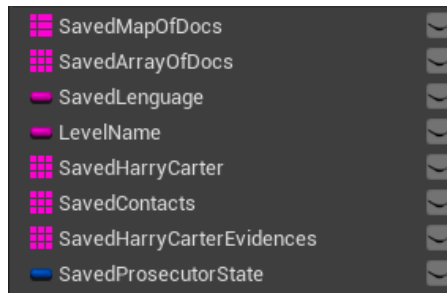 SavedMapOfDocs
SavedArrayOfDocs
SavedLenguage
LevelName
SavedHarryCarter
SavedContacts
SavedHarryCarterEvidences
SavedProsecutorState